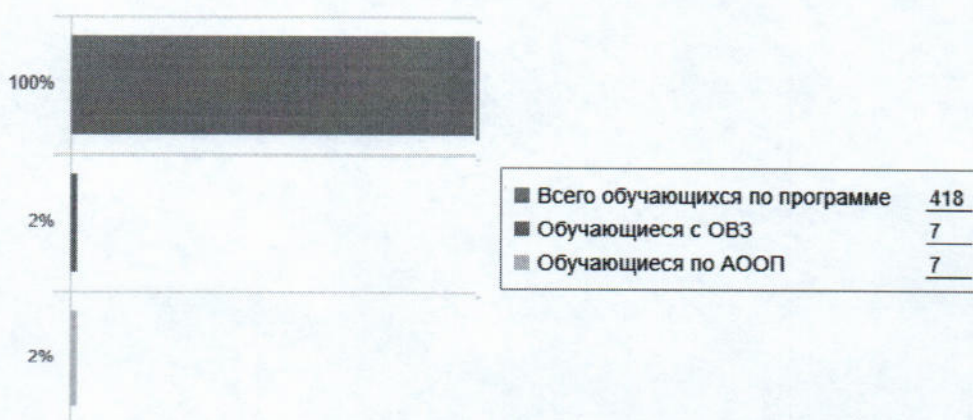 100%
2%
2%
Всего обучающихся по программе 418
Обучающиеся с ОВЗ 7
Обучающиеся по АООП 7